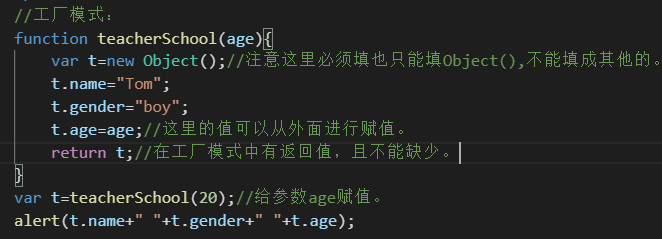 //工厂模式：
function teacherSchool(age){
var t=new Object();//注意这里必须填也只能填Object(),不能填成其他的。
t.name="Tom";
t.gender="boy";
t.age=age;//这里的值可以从外面进行赋值。
return t;//在工厂模式中有返回值，且不能缺少。
}
var t=teacherSchool(20);//给参数age赋值。
alert(t.name+" "+t.gender+" "+t.age);